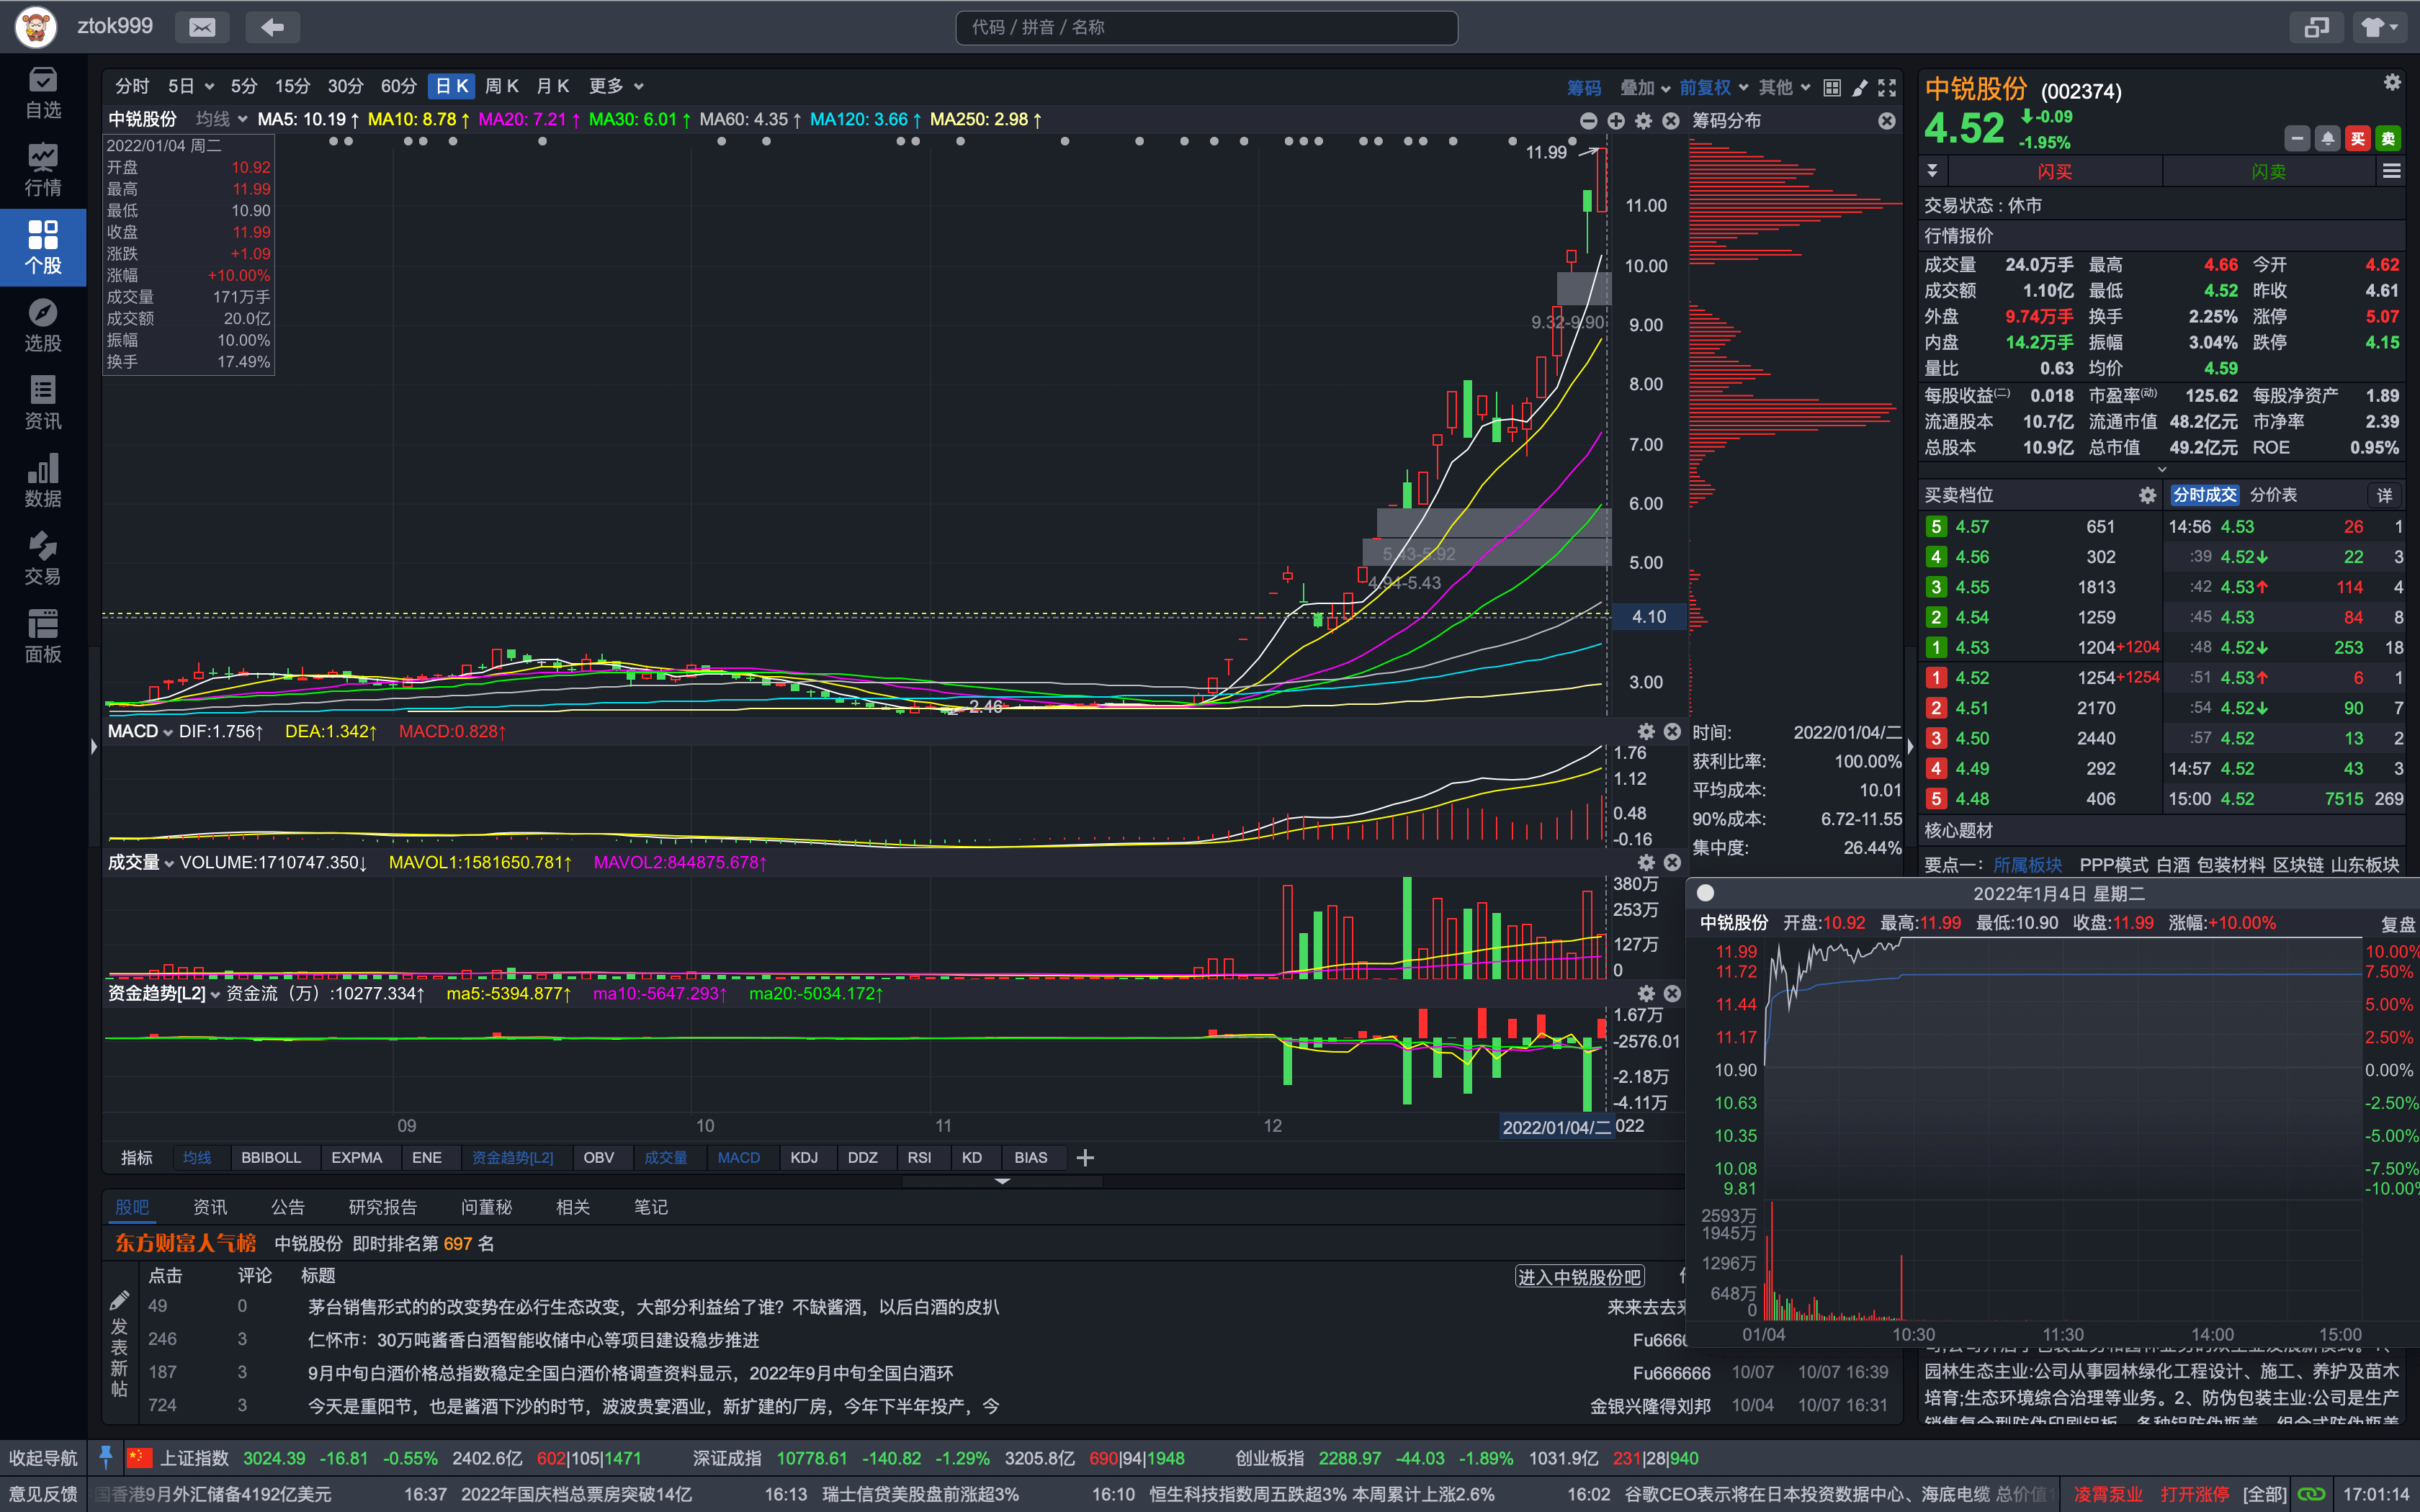 ztok999
代码 / 拼音 / 名称
自选
行情
个股
选股
资讯
数据
交易
面板
分时 5日 5分 15分 30分 60分 日K 周K 月K 更多
筹码 叠加 前复权 其他
中锐股份 均线 MA5: 10.19↑ MA10: 8.78↑ MA20: 7.21↑ MA30: 6.01↑ MA60: 4.35↑ MA120: 3.66↑ MA250: 2.98↑
筹码分布
2022/01/04 周二
开盘 10.92
最高 11.99
最低 10.90
收盘 11.99
涨跌 +1.09
涨幅 +10.00%
成交量 171万手
成交额 20.0亿
振幅 10.00%
换手 17.49%
11.99
9.32-9.90
5.43-5.92
4.94-5.43
2.46
11.00
10.00
9.00
8.00
7.00
6.00
5.00
4.10
3.00
MACD DIF:1.756↑ DEA:1.342↑ MACD:0.828↑
1.76
1.12
0.48
-0.16
成交量 VOLUME:1710747.350↓ MAVOL1:1581650.781↑ MAVOL2:844875.678↑
380万
253万
127万
0
资金趋势[L2] 资金流（万）:10277.334↑ ma5:-5394.877↑ ma10:-5647.293↑ ma20:-5034.172↑
1.67万
-2576.01
-2.18万
-4.11万
09 10 11 12 2022/01/04/二 022
时间: 2022/01/04/二
获利比率: 100.00%
平均成本: 10.01
90%成本: 6.72-11.55
集中度: 26.44%
指标 均线 BBIBOLL EXPMA ENE 资金趋势[L2] OBV 成交量 MACD KDJ DDZ RSI KD BIAS
股吧 资讯 公告 研究报告 问董秘 相关 笔记
东方财富人气榜 中锐股份 即时排名第 697 名
点击 评论 标题 进入中锐股份吧
发表新帖
49 0 茅台销售形式的的改变势在必行生态改变，大部分利益给了谁？不缺酱酒，以后白酒的皮扒 来来去去
246 3 仁怀市：30万吨酱香白酒智能收储中心等项目建设稳步推进 Fu6666
187 3 9月中旬白酒价格总指数稳定全国白酒价格调查资料显示，2022年9月中旬全国白酒环 Fu666666 10/07 10/07 16:39
724 3 今天是重阳节，也是酱酒下沙的时节，波波贵宴酒业，新扩建的厂房，今年下半年投产，今 金银兴隆得刘邦 10/04 10/07 16:31
中锐股份 (002374)
4.52 -0.09
-1.95%
买 卖
闪买 闪卖
交易状态 : 休市
行情报价
成交量 24.0万手 最高 4.66 今开 4.62
成交额 1.10亿 最低 4.52 昨收 4.61
外盘 9.74万手 换手 2.25% 涨停 5.07
内盘 14.2万手 振幅 3.04% 跌停 4.15
量比 0.63 均价 4.59
每股收益(二) 0.018 市盈率(动) 125.62 每股净资产 1.89
流通股本 10.7亿 流通市值 48.2亿元 市净率 2.39
总股本 10.9亿 总市值 49.2亿元 ROE 0.95%
买卖档位 分时成交 分价表 详
5 4.57 651 14:56 4.53 26 1
4 4.56 302 :39 4.52↓ 22 3
3 4.55 1813 :42 4.53↑ 114 4
2 4.54 1259 :45 4.53 84 8
1 4.53 1204+1204 :48 4.52↓ 253 18
1 4.52 1254+1254 :51 4.53↑ 6 1
2 4.51 2170 :54 4.52↓ 90 7
3 4.50 2440 :57 4.52 13 2
4 4.49 292 14:57 4.52 43 3
5 4.48 406 15:00 4.52 7515 269
核心题材
要点一： 所属板块 PPP模式 白酒 包装材料 区块链 山东板块
2022年1月4日 星期二
中锐股份 开盘:10.92 最高:11.99 最低:10.90 收盘:11.99 涨幅:+10.00% 复盘
11.99 10.00%
11.72 7.50%
11.44 5.00%
11.17 2.50%
10.90 0.00%
10.63 -2.50%
10.35 -5.00%
10.08 -7.50%
9.81 -10.00%
2593万
1945万
1296万
648万
0
01/04 10:30 11:30 14:00 15:00
园林生态主业:公司从事园林绿化工程设计、施工、养护及苗木
培育;生态环境综合治理等业务。2、防伪包装主业:公司是生产
收起导航 上证指数 3024.39 -16.81 -0.55% 2402.6亿 602|105|1471 深证成指 10778.61 -140.82 -1.29% 3205.8亿 690|94|1948 创业板指 2288.97 -44.03 -1.89% 1031.9亿 231|28|940
意见反馈 国香港9月外汇储备4192亿美元 16:37 2022年国庆档总票房突破14亿 16:13 瑞士信贷美股盘前涨超3% 16:10 恒生科技指数周五跌超3% 本周累计上涨2.6% 16:02 谷歌CEO表示将在日本投资数据中心、海底电缆 总价值 凌霄泵业 打开涨停 [全部] 17:01:14